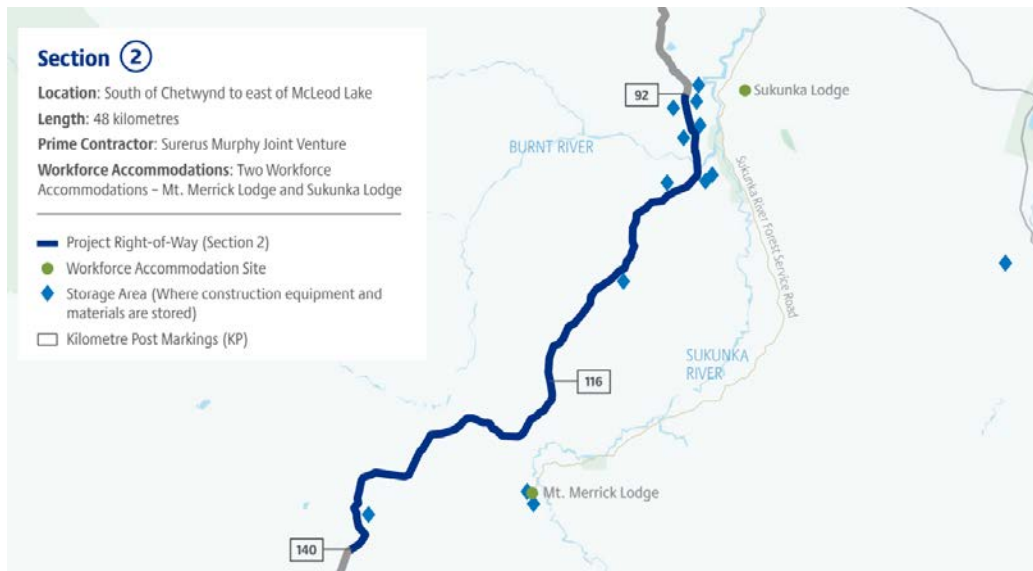 Section 2
Location: South of Chetwynd to east of McLeod Lake
Length: 48 kilometres
Prime Contractor: Surerus Murphy Joint Venture
Workforce Accommodations: Two Workforce
Accommodations – Mt. Merrick Lodge and Sukunka Lodge
Project Right-of-Way (Section 2)
Workforce Accommodation Site
Storage Area (Where construction equipment and
materials are stored)
Kilometre Post Markings (KP)
92
Sukunka Lodge
BURNT RIVER
Sukunka River Forest Service Road
SUKUNKA
RIVER
116
Mt. Merrick Lodge
140